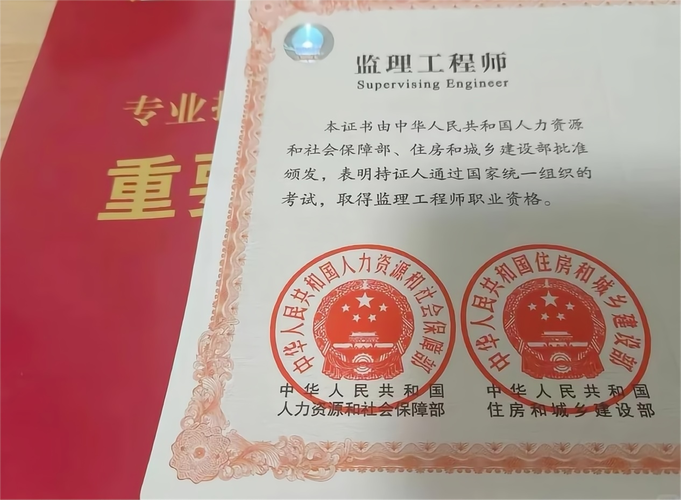 监理工程师
Supervising Engineer
本证书由中华人民共和国人力资源
和社会保障部、住房和城乡建设部批准
颁发，表明持证人通过国家统一组织的
考试，取得监理工程师职业资格。
中华人民共和国人力资源和社会保障部
中华人民共和国住房和城乡建设部
中华人民共和国
人力资源和社会保障部
中华人民共和国
住房和城乡建设部
专业
重